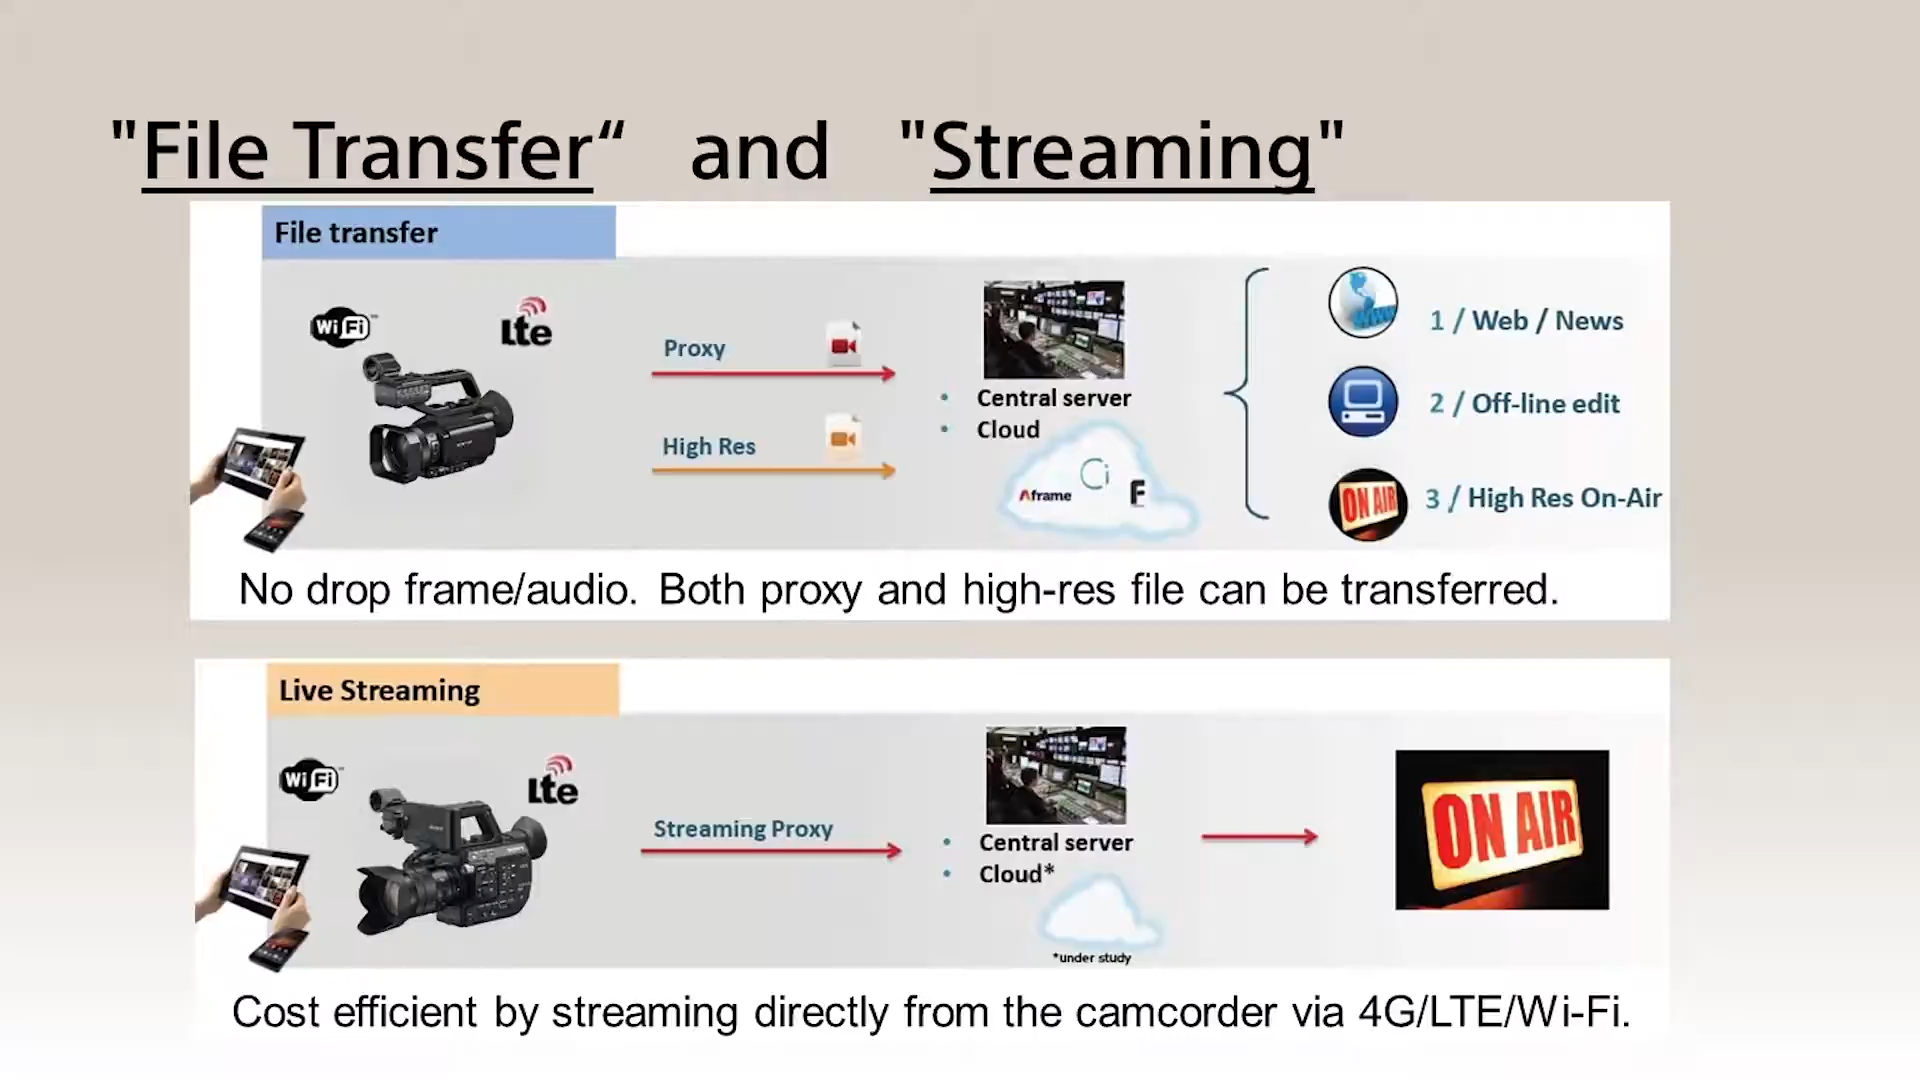 "File Transfer“ and "Streaming"
File transfer
Wi Fi
Lte
Proxy
High Res
• Central server
• Cloud
Aframe
Ci
F
WWW
1 / Web / News
2 / Off-line edit
ON AIR
3 / High Res On-Air
No drop frame/audio. Both proxy and high-res file can be transferred.
Live Streaming
Wi Fi
Lte
Streaming Proxy
• Central server
• Cloud*
*under study
ON AIR
Cost efficient by streaming directly from the camcorder via 4G/LTE/Wi-Fi.